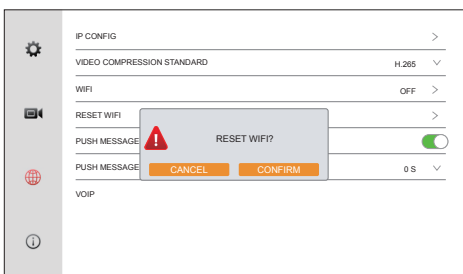 IP CONFIG
VIDEO COMPRESSION STANDARD H.265
WIFI OFF
RESET WIFI
PUSH MESSAGE
RESET WIFI?
PUSH MESSAGE 0 S
CANCEL CONFIRM
VOIP